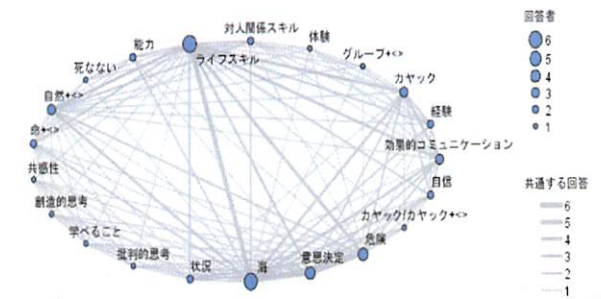 対人関係スキル
体験
能力
ライフスキル
グループ+<>
死なない
カヤック
自然+<>
経験
命+<>
効果的コミュニケーション
共感性
自信
創造的思考
カヤック/カヤック+<>
学べること
危険
批判的思考
状況
海
意思決定
回答者
6
5
4
3
2
1
共通する回答
6
5
4
3
2
1